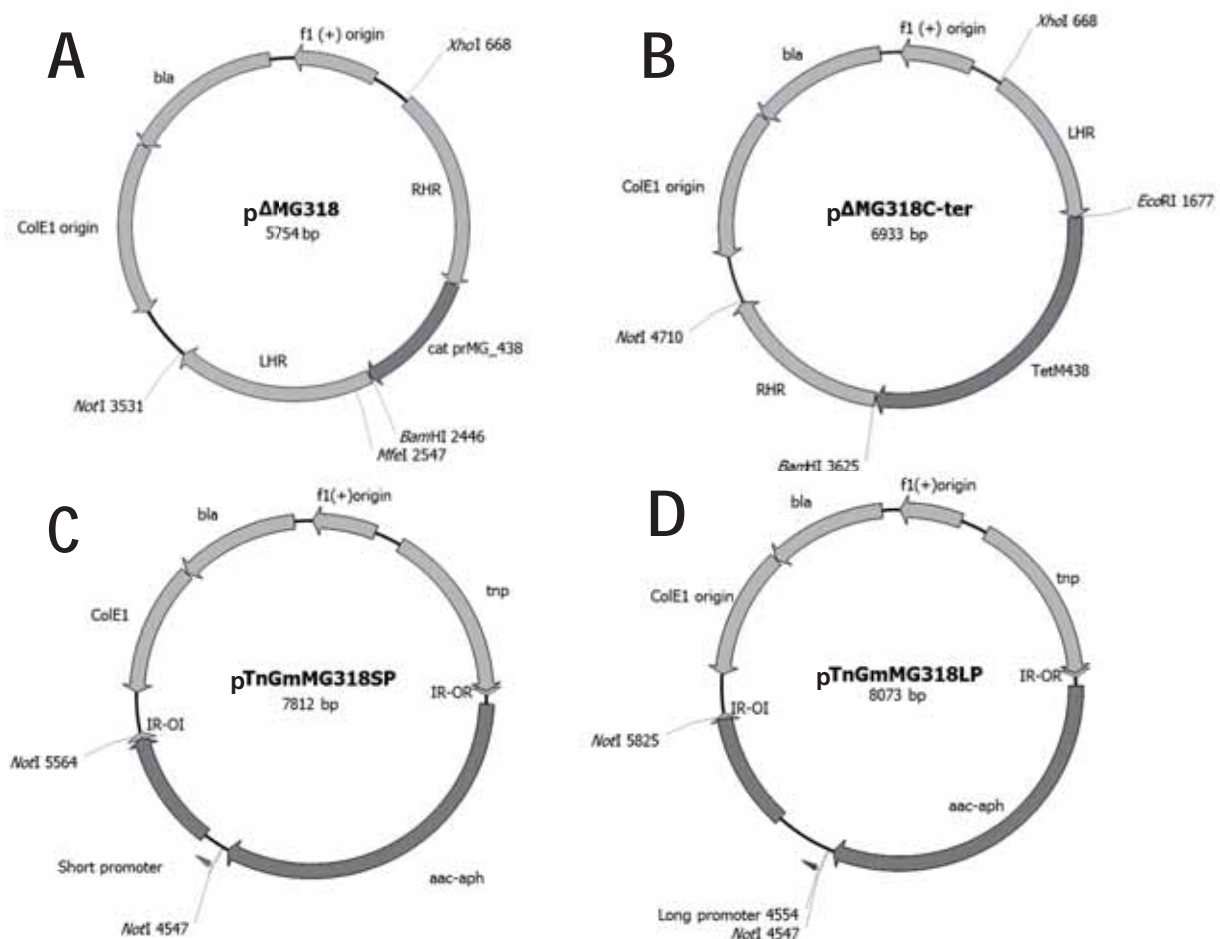 A
f1 (+) origin
XhoI 668
bla
RHR
pΔMG318
5754 bp
ColE1 origin
cat prMG_438
LHR
NotI 3531
BamHI 2446
MfeI 2547
B
f1 (+) origin
XhoI 668
bla
LHR
ColE1 origin
EcoRI 1677
pΔMG318C-ter
6933 bp
NotI 4710
TetM438
RHR
BamHI 3625
C
f1(+)origin
bla
tnp
ColE1
pTnGmMG318SP
7812 bp
IR-OR
IR-OI
NotI 5564
Short promoter
aac-aph
NotI 4547
D
f1(+)origin
bla
tnp
ColE1 origin
pTnGmMG318LP
8073 bp
IR-OR
IR-OI
NotI 5825
aac-aph
Long promoter 4554
NotI 4547